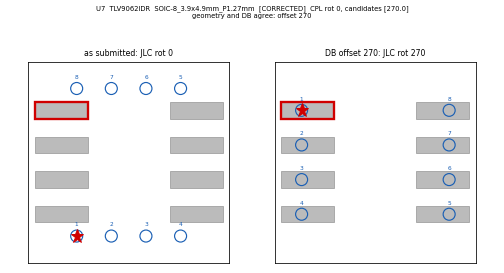 U7  TLV9062IDR  SOIC-8_3.9x4.9mm_P1.27mm  [CORRECTED]  CPL rot 0, candidates [270.0]
geometry and DB agree: offset 270
as submitted: JLC rot 0
DB offset 270: JLC rot 270
8 7 6 5
1 2 3 4
1 8
2 7
3 6
4 5